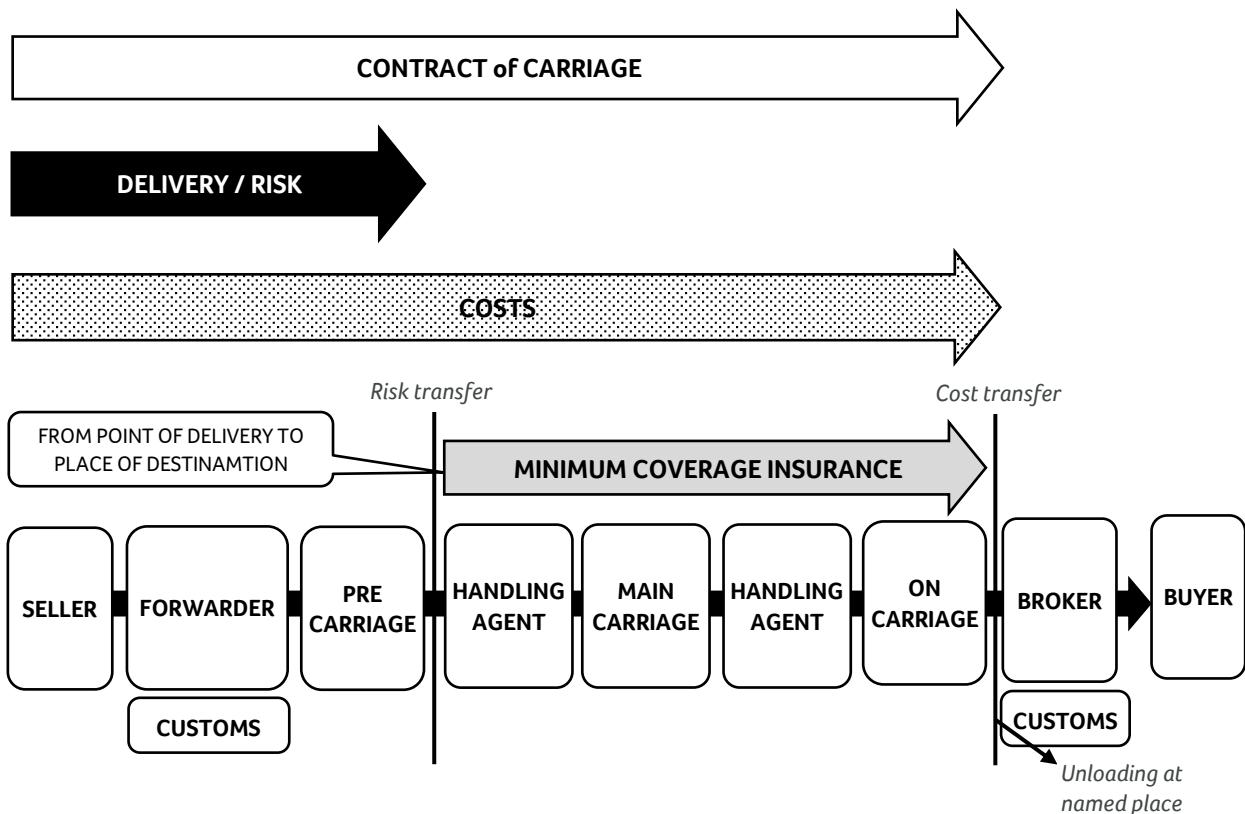 CONTRACT of CARRIAGE
DELIVERY / RISK
COSTS
Risk transfer
Cost transfer
FROM POINT OF DELIVERY TO
PLACE OF DESTINAMTION
MINIMUM COVERAGE INSURANCE
SELLER
FORWARDER
PRE
CARRIAGE
HANDLING
AGENT
MAIN
CARRIAGE
HANDLING
AGENT
ON
CARRIAGE
BROKER
BUYER
CUSTOMS
CUSTOMS
Unloading at
named place